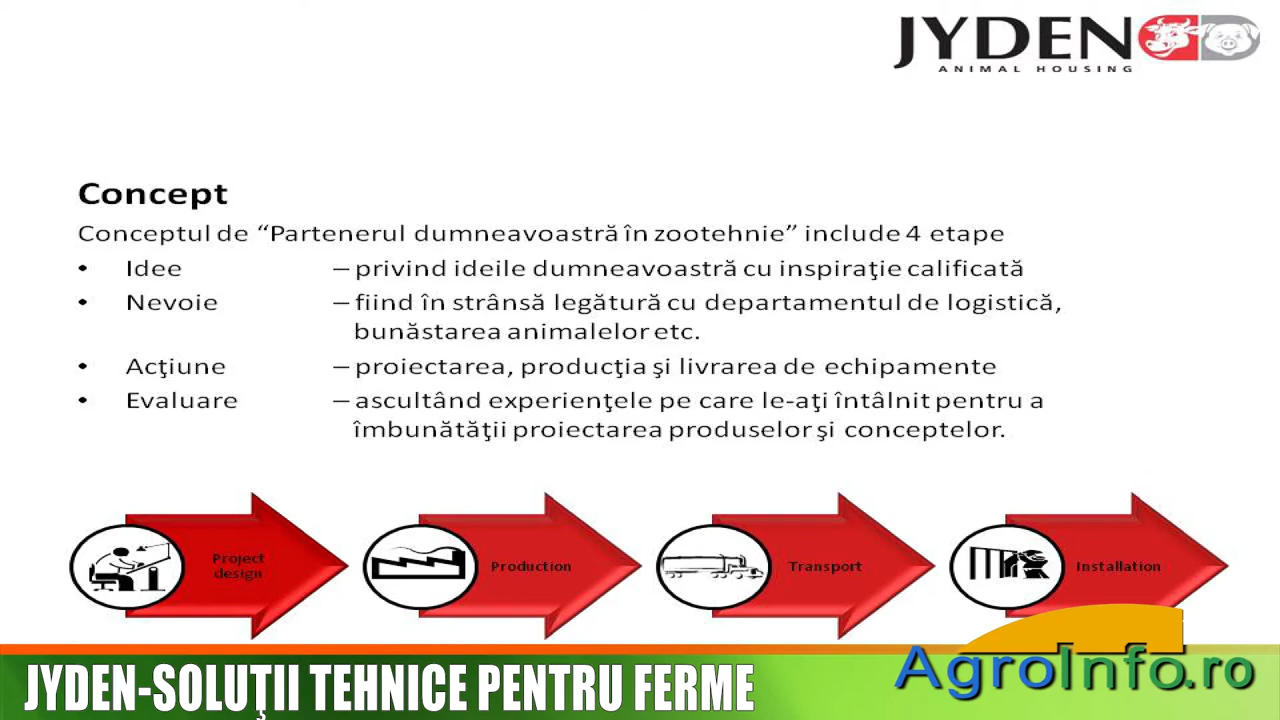 JYDEN
ANIMAL HOUSING
Concept
Conceptul de “Partenerul dumneavoastră în zootehnie” include 4 etape
• Idee – privind ideile dumneavoastră cu inspiraţie calificată
• Nevoie – fiind în strânsă legătură cu departamentul de logistică,
bunăstarea animalelor etc.
• Acţiune – proiectarea, producţia şi livrarea de echipamente
• Evaluare – ascultând experienţele pe care le-aţi întâlnit pentru a
îmbunătăţii proiectarea produselor şi conceptelor.
Project
design
Production
Transport
Installation
JYDEN-SOLUŢII TEHNICE PENTRU FERME
AgroInfo.ro